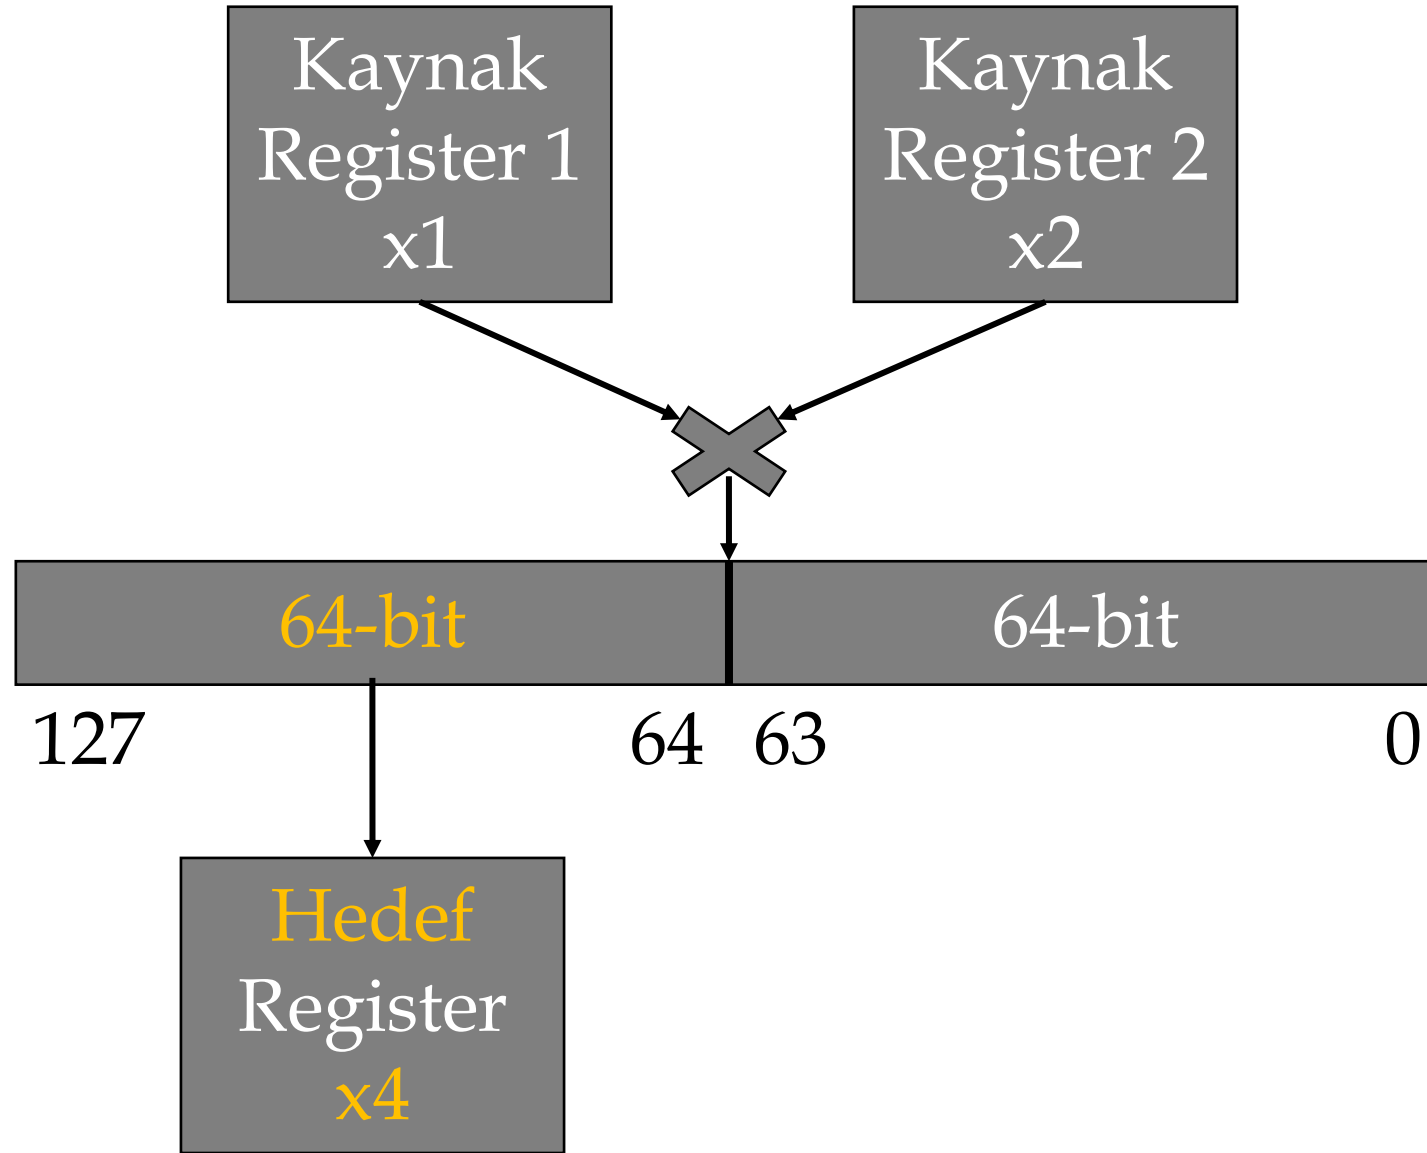 Kaynak
Register 1
x1
Kaynak
Register 2
x2
64-bit
64-bit
127
64
63
0
Hedef
Register
x4